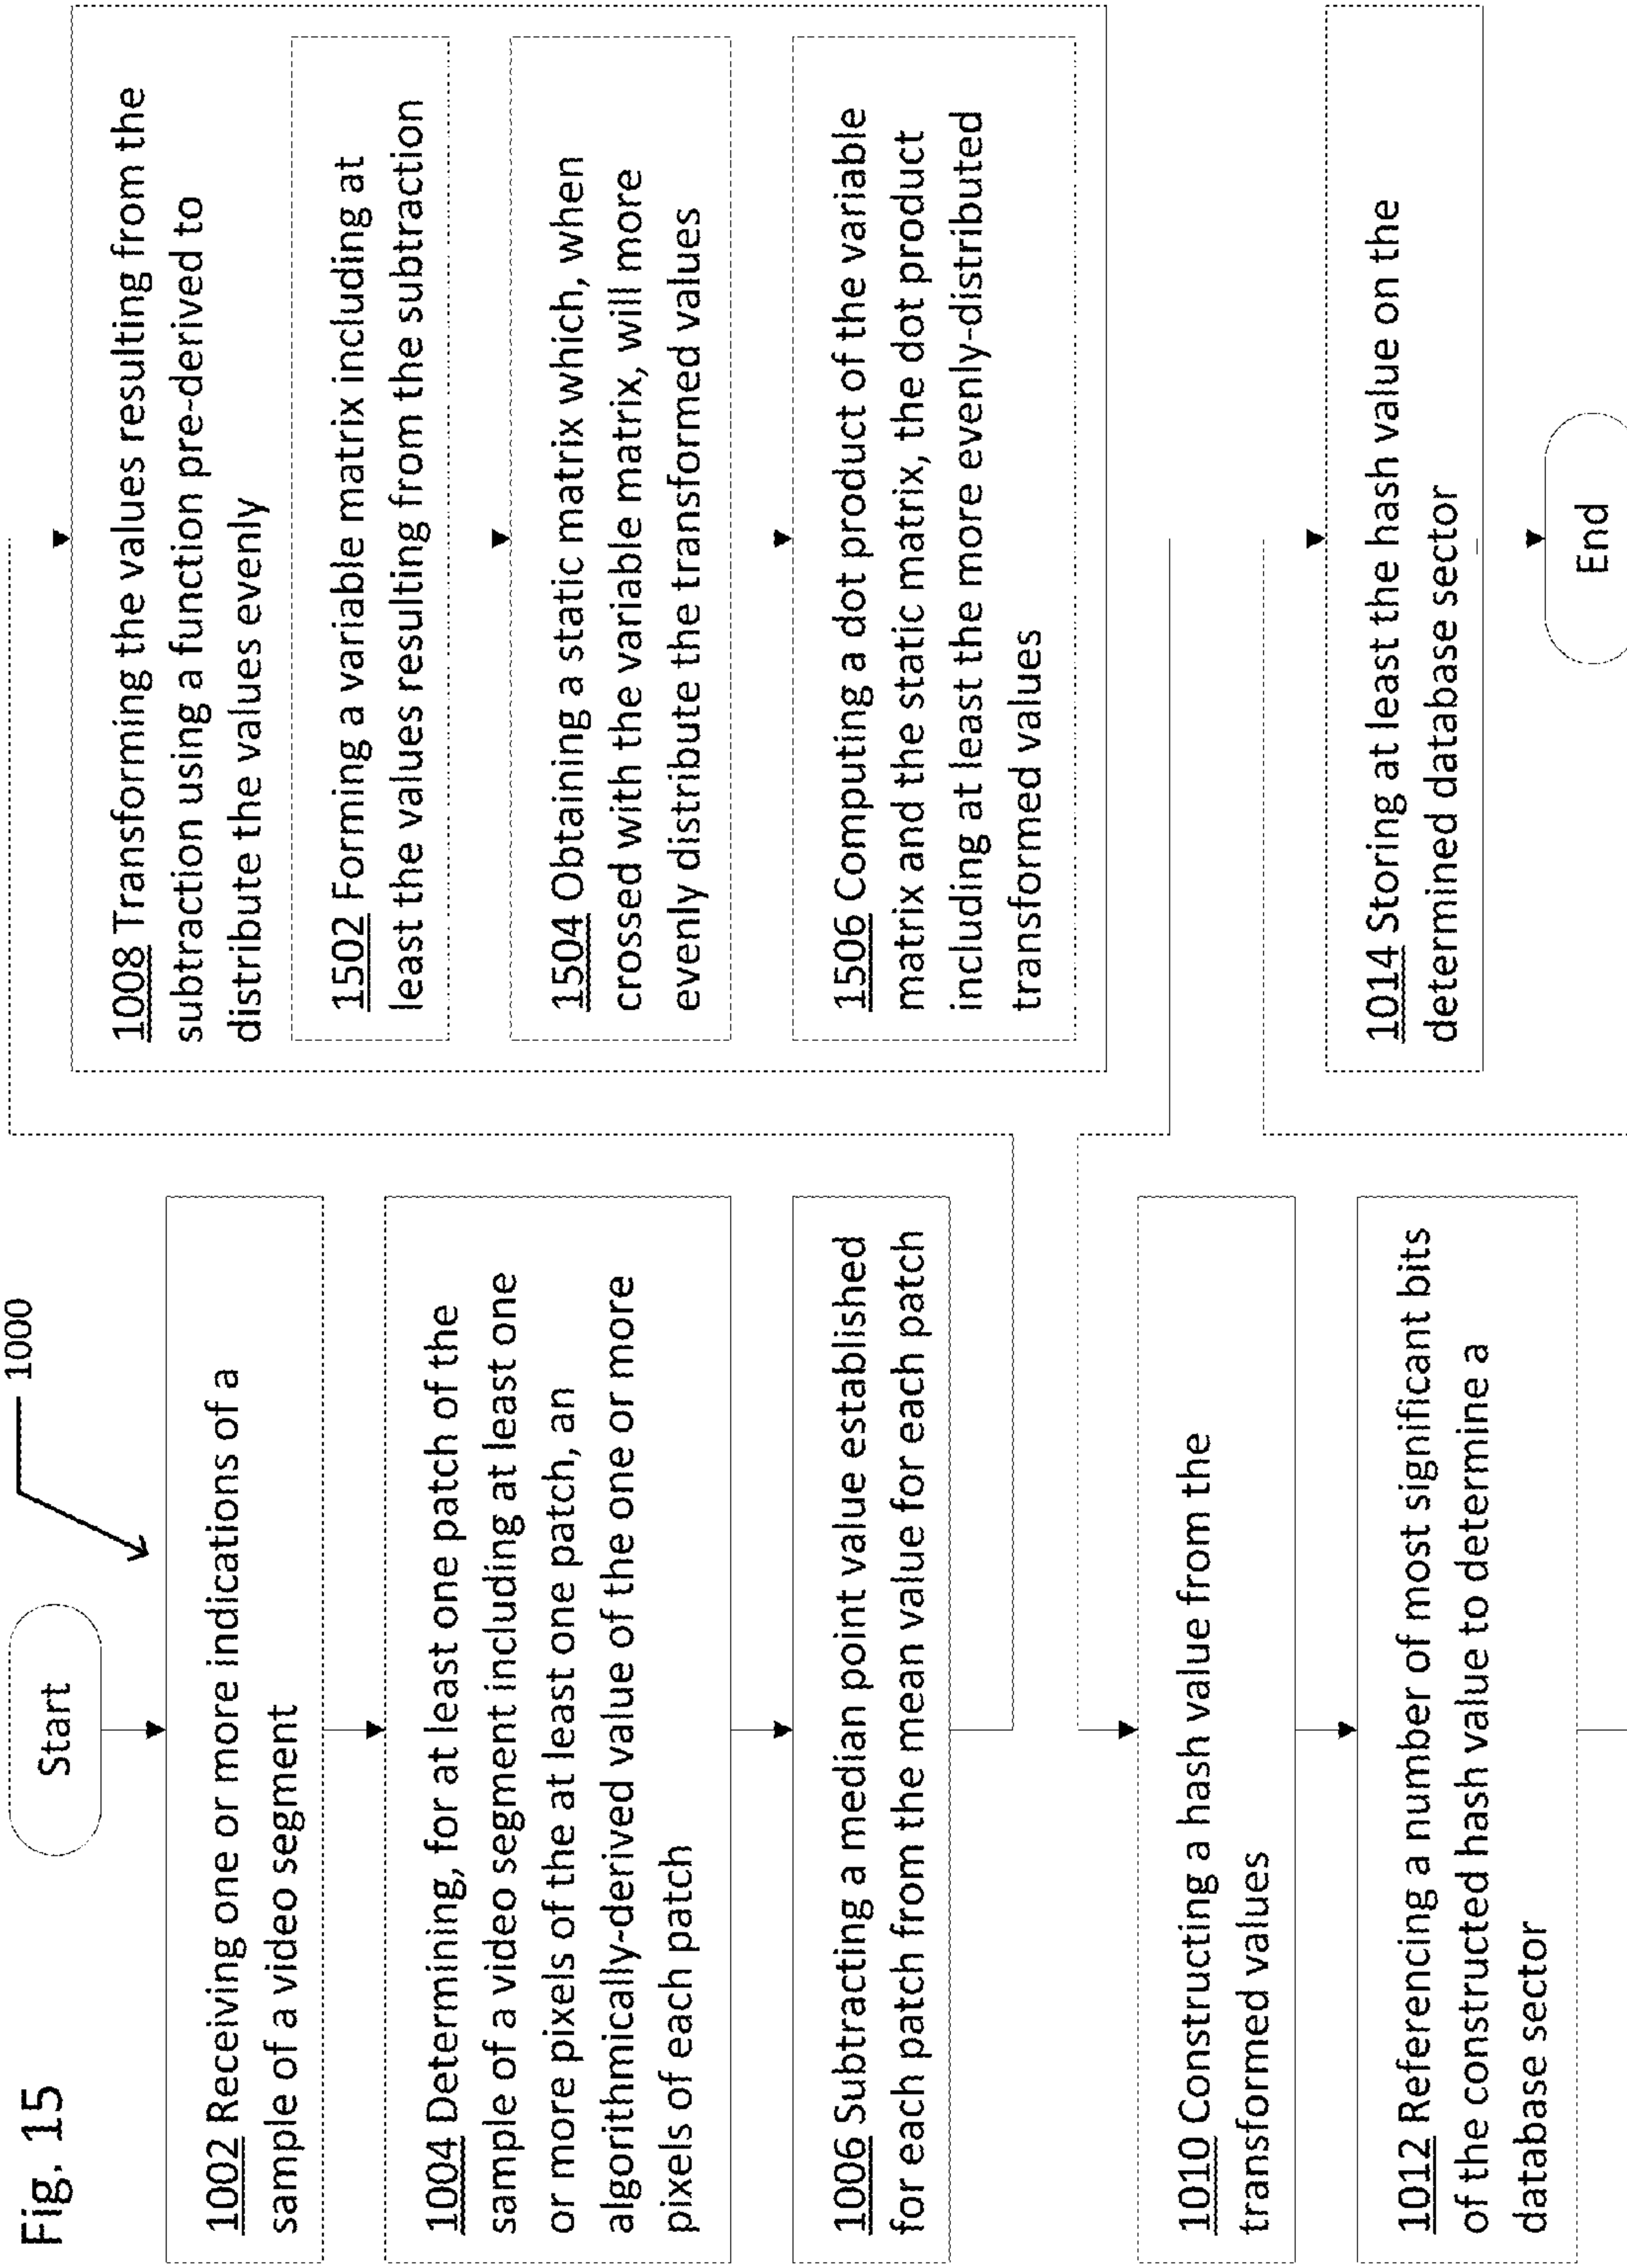 Fig. 15
1000
Start
1002 Receiving one or more indications of a
sample of a video segment
1004 Determining, for at least one patch of the
sample of a video segment including at least one
or more pixels of the at least one patch, an
algorithmically-derived value of the one or more
pixels of each patch
1006 Subtracting a median point value established
for each patch from the mean value for each patch
1008 Transforming the values resulting from the
subtraction using a function pre-derived to
distribute the values evenly
1502 Forming a variable matrix including at
least the values resulting from the subtraction
1504 Obtaining a static matrix which, when
crossed with the variable matrix, will more
evenly distribute the transformed values
1506 Computing a dot product of the variable
matrix and the static matrix, the dot product
including at least the more evenly-distributed
transformed values
1010 Constructing a hash value from the
transformed values
1012 Referencing a number of most significant bits
of the constructed hash value to determine a
database sector
1014 Storing at least the hash value on the
determined database sector
End